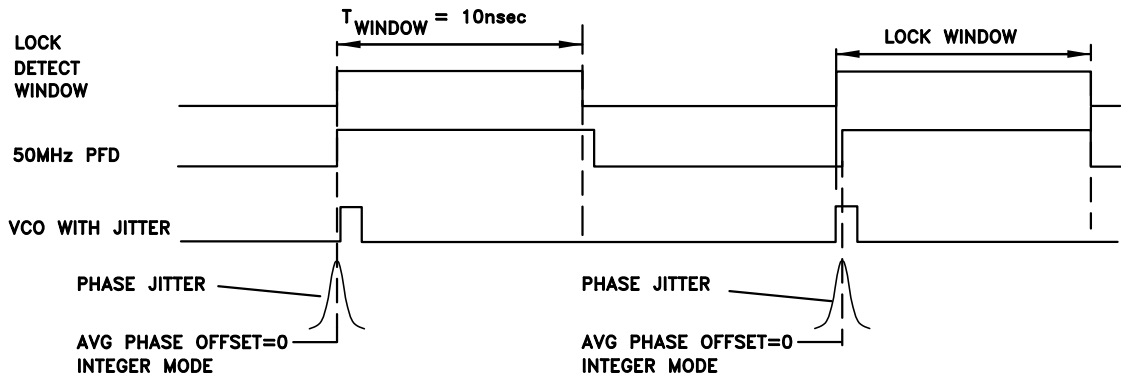 T WINDOW = 10nsec
LOCK WINDOW
LOCK
DETECT
WINDOW
50MHz PFD
VCO WITH JITTER
PHASE JITTER
PHASE JITTER
AVG PHASE OFFSET=0
INTEGER MODE
AVG PHASE OFFSET=0
INTEGER MODE